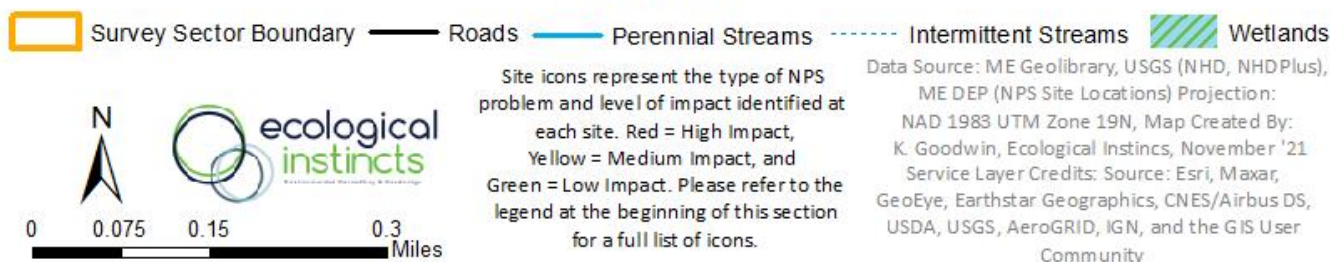 Survey Sector Boundary Roads Perennial Streams Intermittent Streams Wetlands
N
ecological
instincts
0 0.075 0.15 0.3
Miles
Site icons represent the type of NPS
problem and level of impact identified at
each site. Red = High Impact,
Yellow = Medium Impact, and
Green = Low Impact. Please refer to the
legend at the beginning of this section
for a full list of icons.
Data Source: ME Geolibrary, USGS (NHD, NHDPlus),
ME DEP (NPS Site Locations) Projection:
NAD 1983 UTM Zone 19N, Map Created By:
K. Goodwin, Ecological Instincs, November '21
Service Layer Credits: Source: Esri, Maxar,
GeoEye, Earthstar Geographics, CNES/Airbus DS,
USDA, USGS, AeroGRID, IGN, and the GIS User
Community